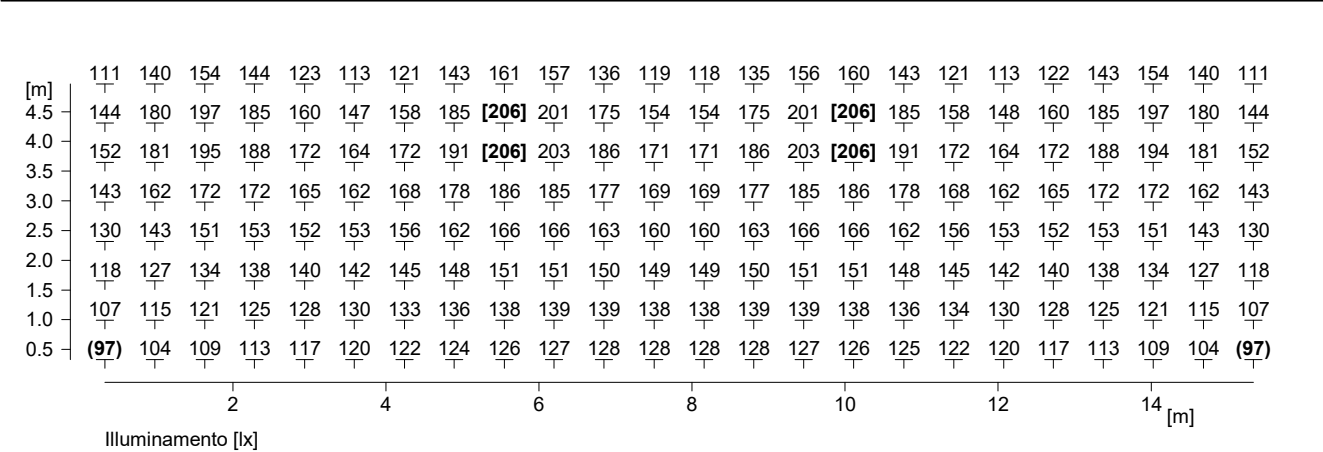 111 140 154 144 123 113 121 143 161 157 136 119 118 135 156 160 143 121 113 122 143 154 140 111
[m]
4.5 144 180 197 185 160 147 158 185 [206] 201 175 154 154 175 201 [206] 185 158 148 160 185 197 180 144
4.0
152 181 195 188 172 164 172 191 [206] 203 186 171 171 186 203 [206] 191 172 164 172 188 194 181 152
3.5
143 162 172 172 165 162 168 178 186 185 177 169 169 177 185 186 178 168 162 165 172 172 162 143
3.0
2.5 130 143 151 153 152 153 156 162 166 166 163 160 160 163 166 166 162 156 153 152 153 151 143 130
2.0
118 127 134 138 140 142 145 148 151 151 150 149 149 150 151 151 148 145 142 140 138 134 127 118
1.5
107 115 121 125 128 130 133 136 138 139 139 138 138 139 139 138 136 134 130 128 125 121 115 107
1.0
0.5 (97) 104 109 113 117 120 122 124 126 127 128 128 128 128 127 126 125 122 120 117 113 109 104 (97)
2 4 6 8 10 12 14
[m]
Illuminamento [lx]